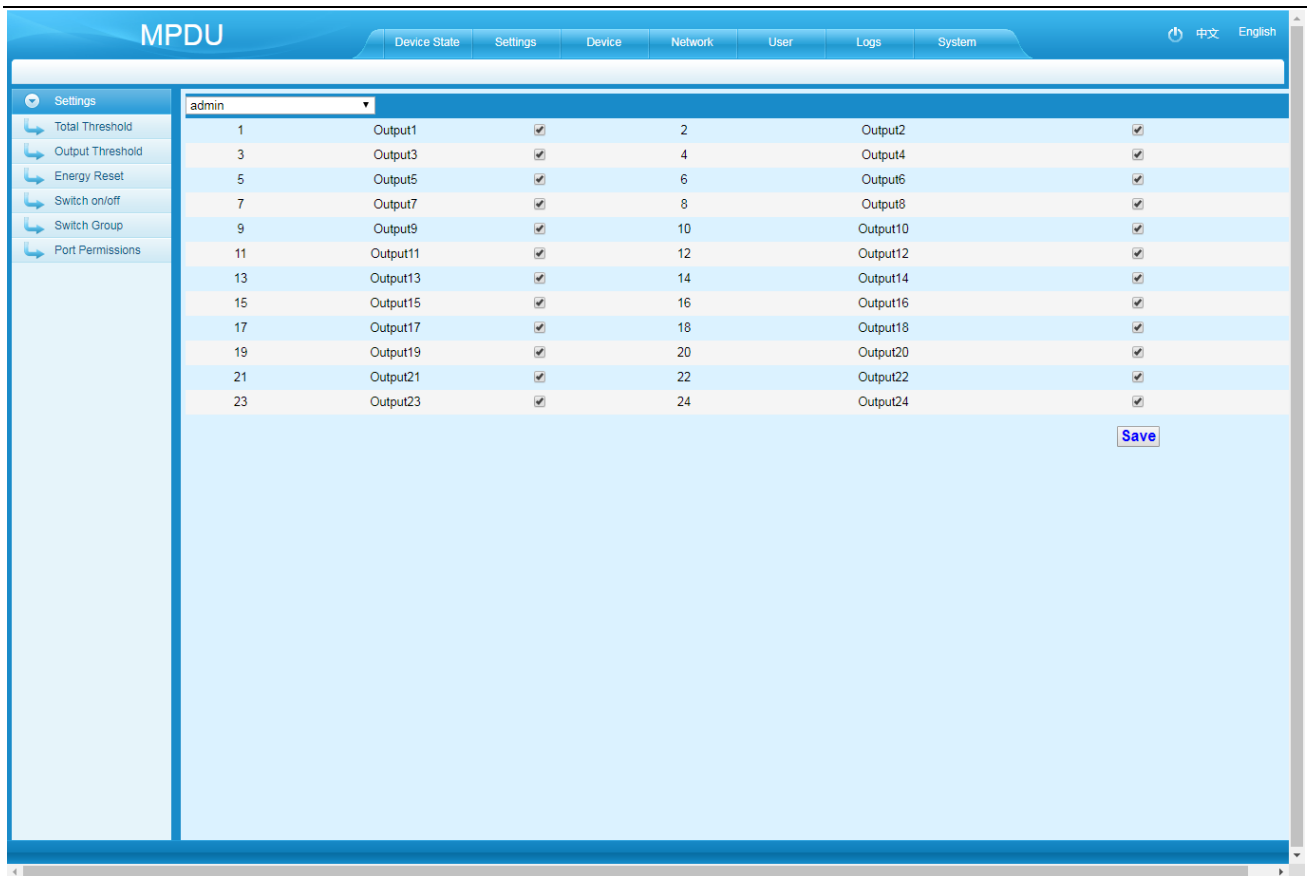 MPDU
Device State Settings Device Network User Logs System
中文 English
Settings
Total Threshold
Output Threshold
Energy Reset
Switch on/off
Switch Group
Port Permissions
admin
1 Output1 2 Output2
3 Output3 4 Output4
5 Output5 6 Output6
7 Output7 8 Output8
9 Output9 10 Output10
11 Output11 12 Output12
13 Output13 14 Output14
15 Output15 16 Output16
17 Output17 18 Output18
19 Output19 20 Output20
21 Output21 22 Output22
23 Output23 24 Output24
Save